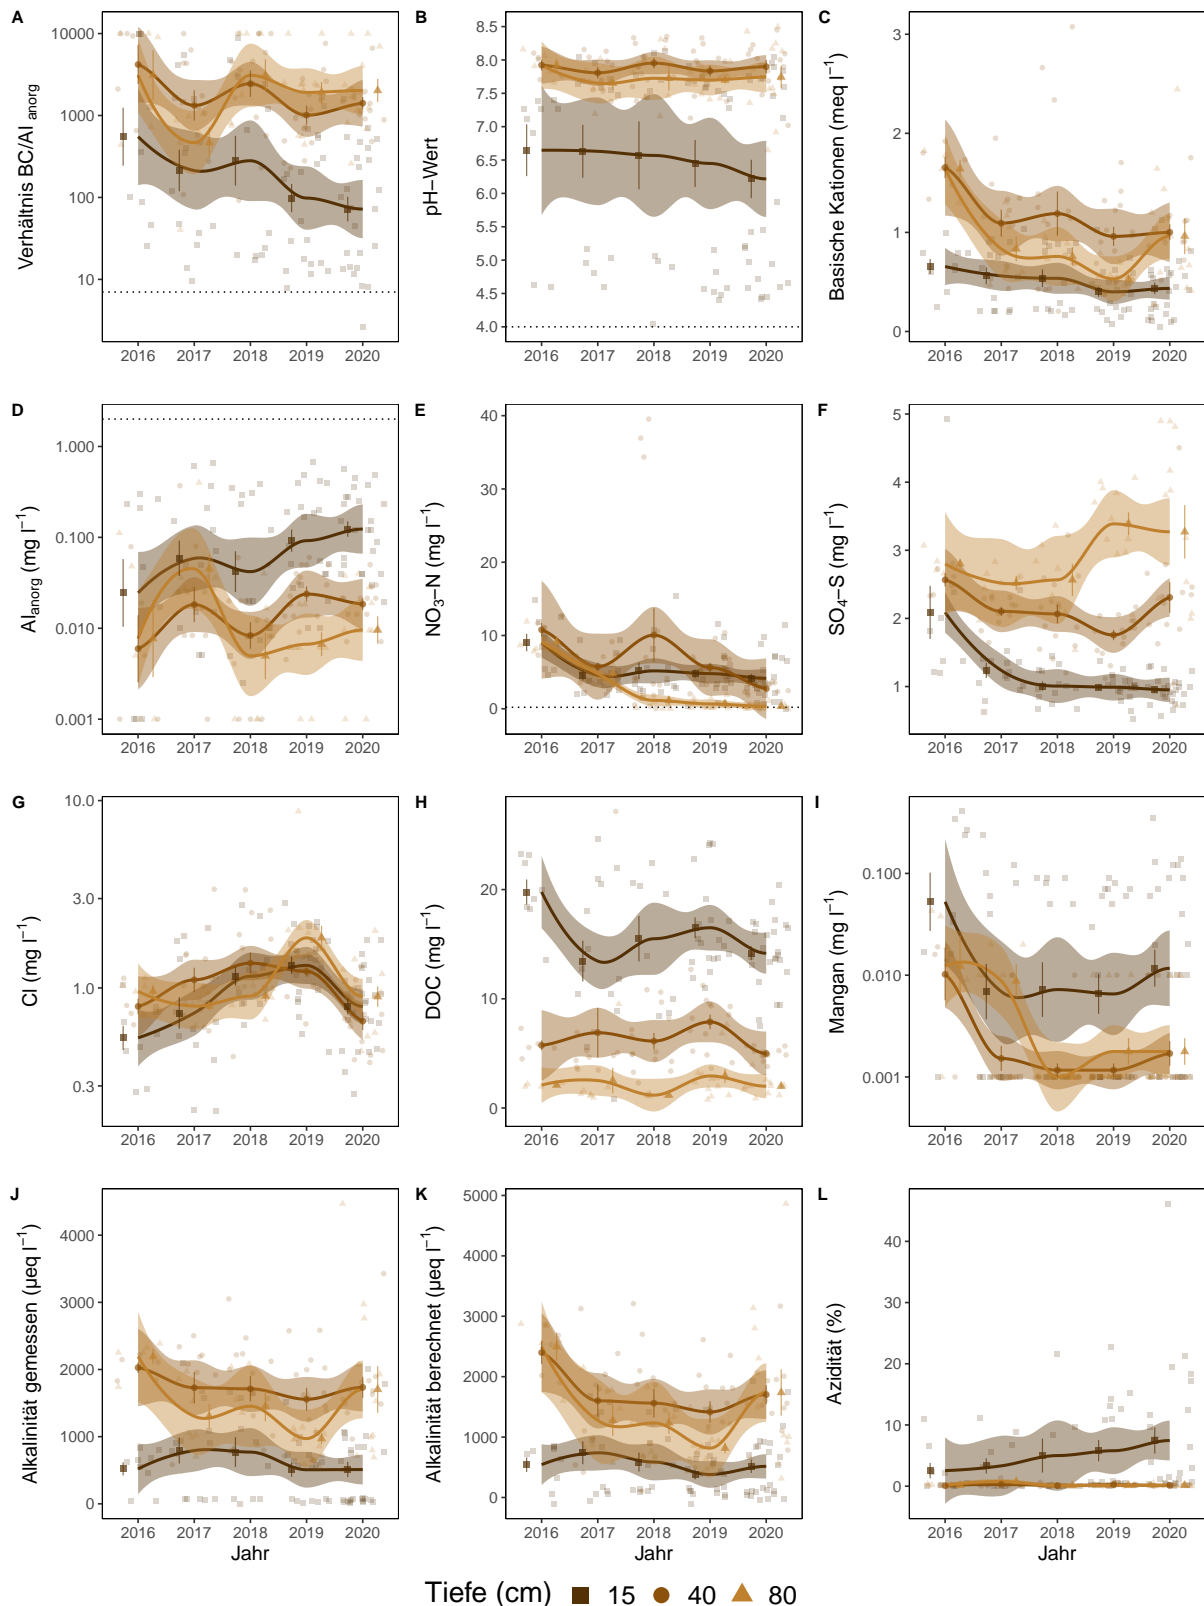 A
Verhältnis BC/Al anorg
10000
1000
100
10
2016 2017 2018 2019 2020
B
pH−Wert
8.5
8.0
7.5
7.0
6.5
6.0
5.5
5.0
4.5
4.0
2016 2017 2018 2019 2020
C
Basische Kationen (meq l−1)
3
2
1
0
2016 2017 2018 2019 2020
D
Alanorg (mg l−1)
1.000
0.100
0.010
0.001
2016 2017 2018 2019 2020
E
NO3−N (mg l−1)
40
30
20
10
0
2016 2017 2018 2019 2020
F
SO4−S (mg l−1)
5
4
3
2
1
2016 2017 2018 2019 2020
G
Cl (mg l−1)
10.0
3.0
1.0
0.3
2016 2017 2018 2019 2020
H
DOC (mg l−1)
20
10
0
2016 2017 2018 2019 2020
I
Mangan (mg l−1)
0.100
0.010
0.001
2016 2017 2018 2019 2020
J
Alkalinität gemessen (µeq l−1)
4000
3000
2000
1000
0
2016 2017 2018 2019 2020
Jahr
K
Alkalinität berechnet (µeq l−1)
5000
4000
3000
2000
1000
0
2016 2017 2018 2019 2020
Jahr
L
Azidität (%)
40
30
20
10
0
2016 2017 2018 2019 2020
Jahr
Tiefe (cm) 15 40 80